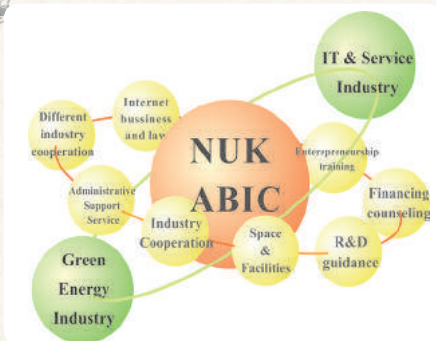 IT & Service
Industry
Internet
bussiness
and law
Different
industry
cooperation
NUK
ABIC
Enterepreneurship
training
Financing
counseling
Administrative
Support
Service
Industry
Cooperation
Space
&
Facilities
R&D
guidance
Green
Energy
Industry